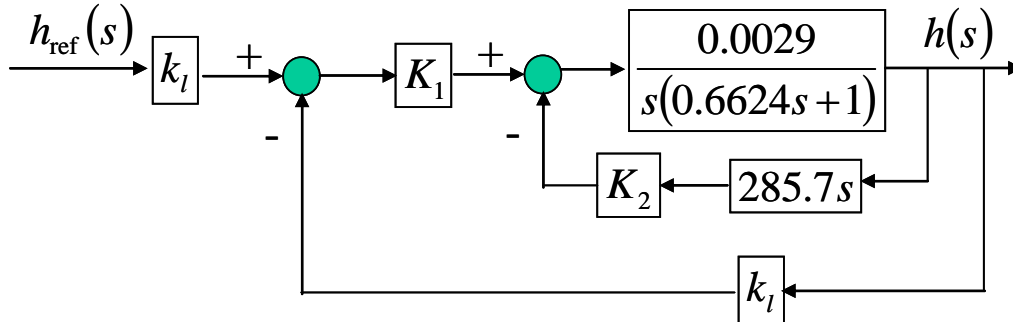 h_ref(s)
k_l
+
-
K_1
+
-
0.0029
s(0.6624s+1)
h(s)
K_2
285.7s
k_l